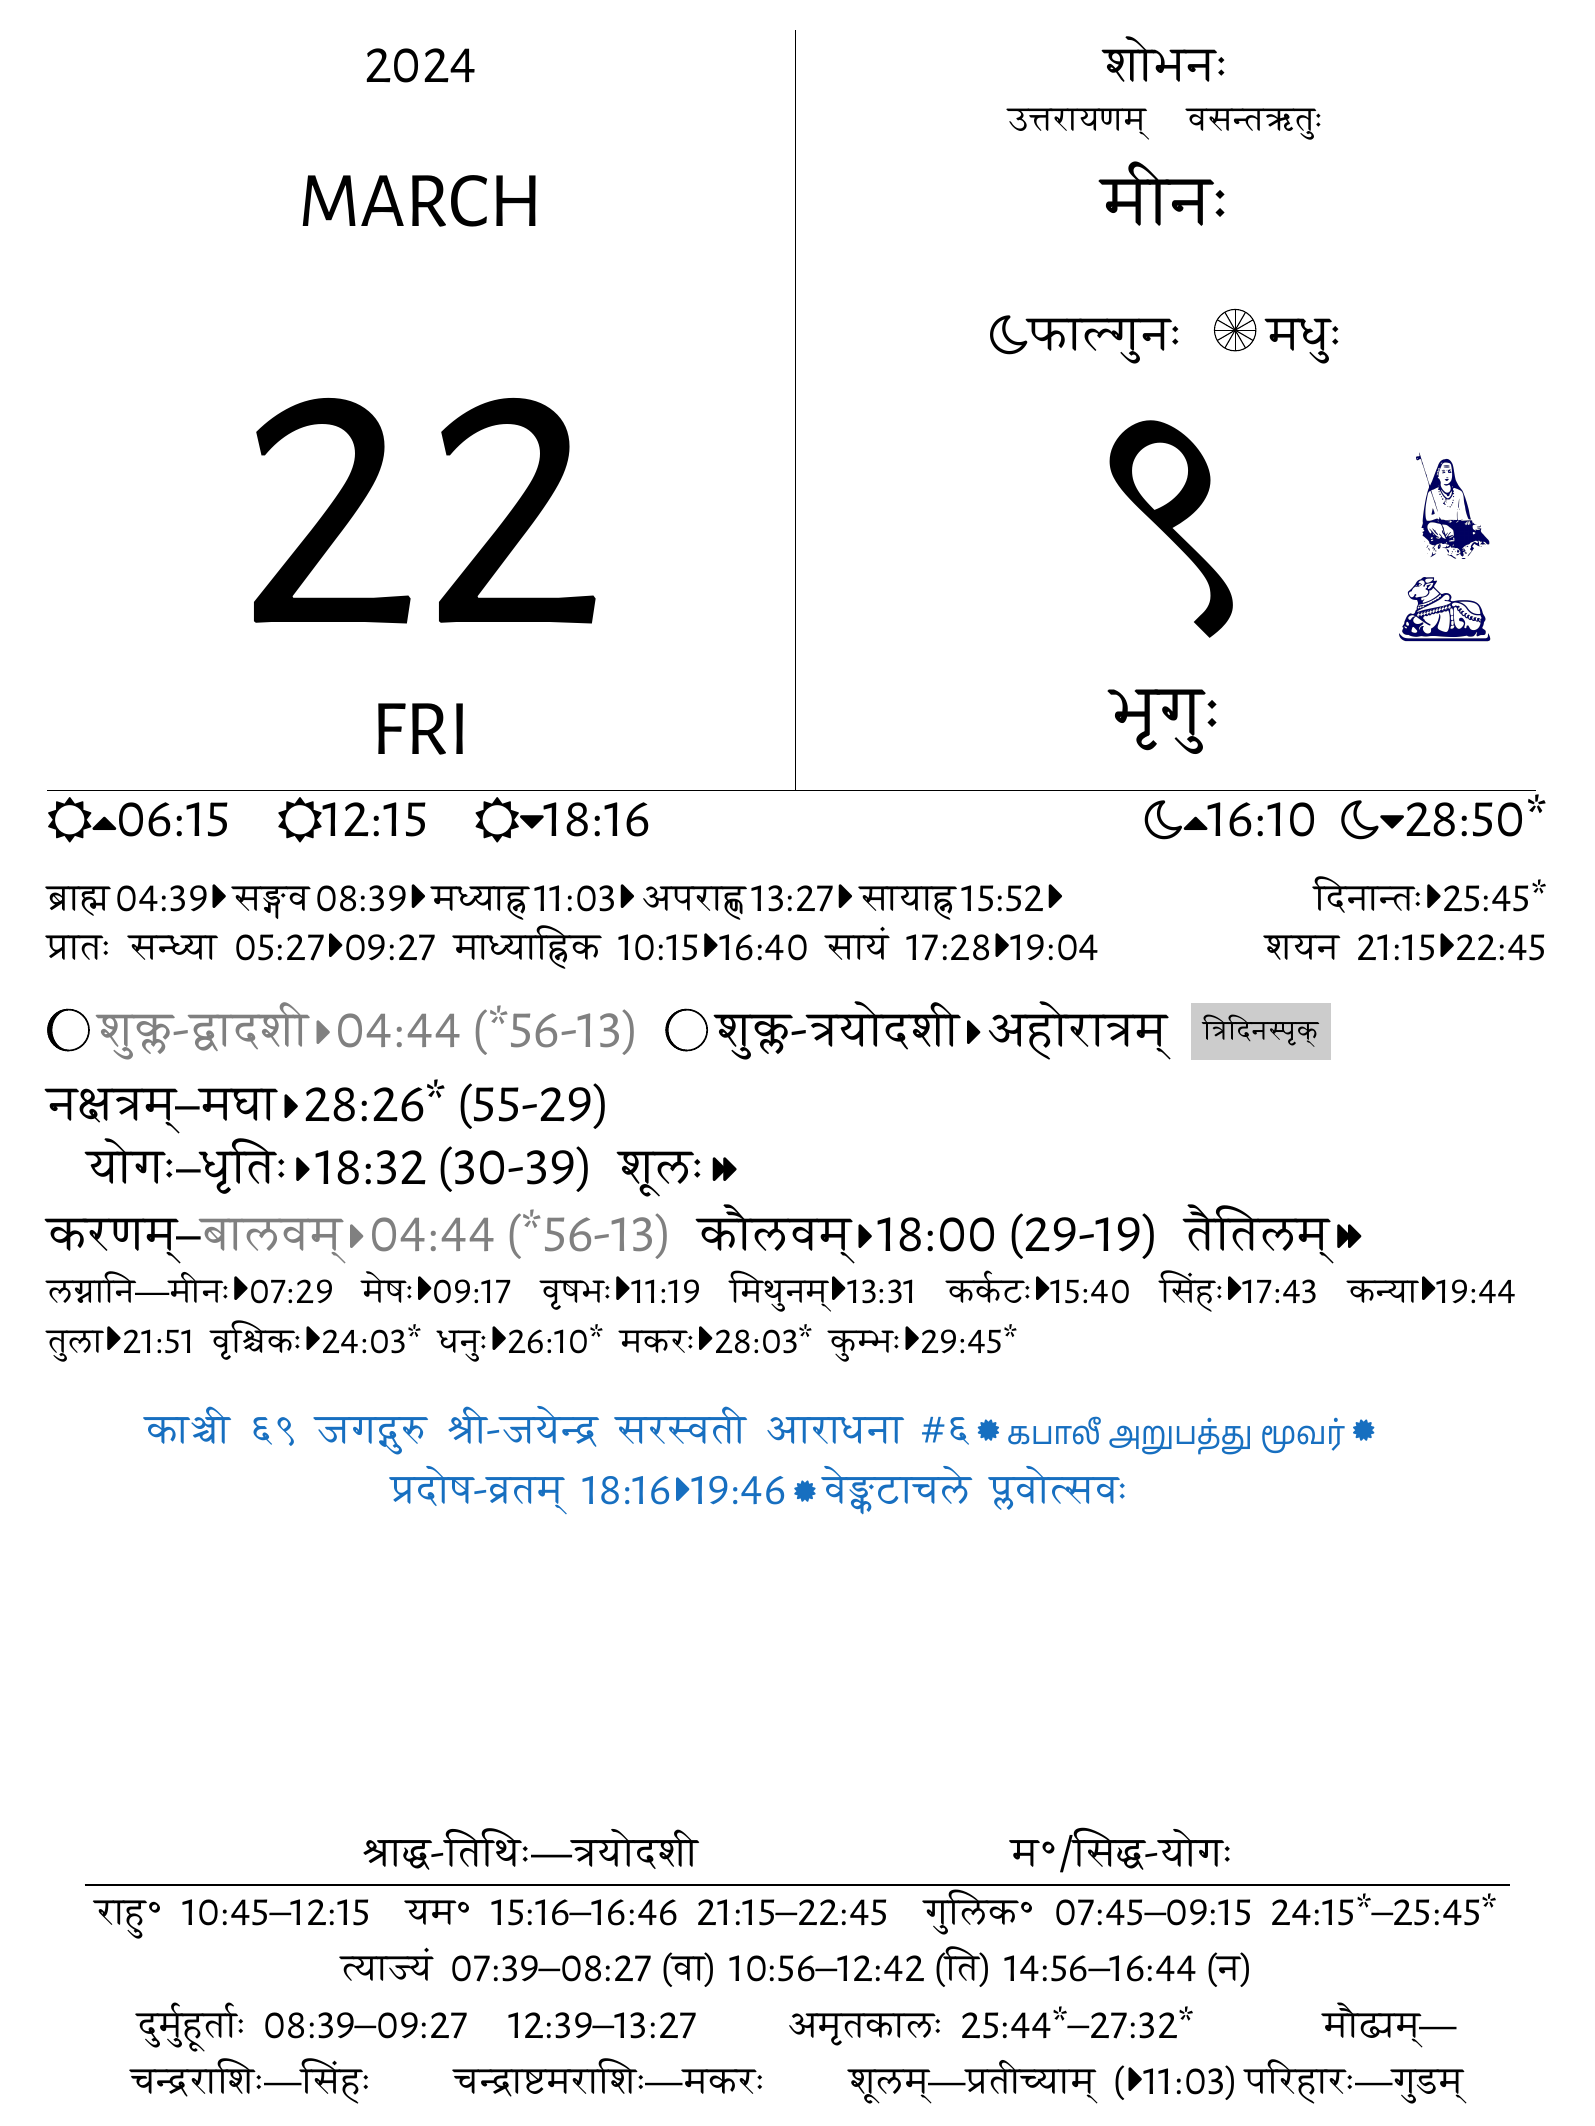 2024
MARCH
22
FRI
शोभनः
उत्तरायणम् वसन्तऋतुः
मीनः
फाल्गुनः मधुः
९
भृगुः
06:15 12:15 18:16 16:10 28:50*
ब्राह्म 04:39 सङ्गव 08:39 मध्याह्न 11:03 अपराह्ण 13:27 सायाह्न 15:52 दिनान्तः 25:45*
प्रातः सन्ध्या 05:27 09:27 माध्याह्निक 10:15 16:40 सायं 17:28 19:04 शयन 21:15 22:45
शुक्ल-द्वादशी 04:44 (*56-13) शुक्ल-त्रयोदशी अहोरात्रम् त्रिदिनस्पृक्
नक्षत्रम्–मघा 28:26* (55-29)
योगः–धृतिः 18:32 (30-39) शूलः
करणम्–बालवम् 04:44 (*56-13) कौलवम् 18:00 (29-19) तैतिलम्
लग्नानि—मीनः 07:29 मेषः 09:17 वृषभः 11:19 मिथुनम् 13:31 कर्कटः 15:40 सिंहः 17:43 कन्या 19:44
तुला 21:51 वृश्चिकः 24:03* धनुः 26:10* मकरः 28:03* कुम्भः 29:45*
काञ्ची ६९ जगद्गुरु श्री-जयेन्द्र सरस्वती आराधना #६ கபாலீ அறுபத்து மூவர்
प्रदोष-व्रतम् 18:16 19:46 वेङ्कटाचले प्लवोत्सवः
श्राद्ध-तिथिः—त्रयोदशी म॰/सिद्ध-योगः
राहु॰ 10:45–12:15 यम॰ 15:16–16:46 21:15–22:45 गुलिक॰ 07:45–09:15 24:15*–25:45*
त्याज्यं 07:39–08:27 (वा) 10:56–12:42 (ति) 14:56–16:44 (न)
दुर्मुहूर्ताः 08:39–09:27 12:39–13:27 अमृतकालः 25:44*–27:32* मौढ्यम्—
चन्द्रराशिः—सिंहः चन्द्राष्टमराशिः—मकरः शूलम्—प्रतीच्याम् (11:03) परिहारः—गुडम्